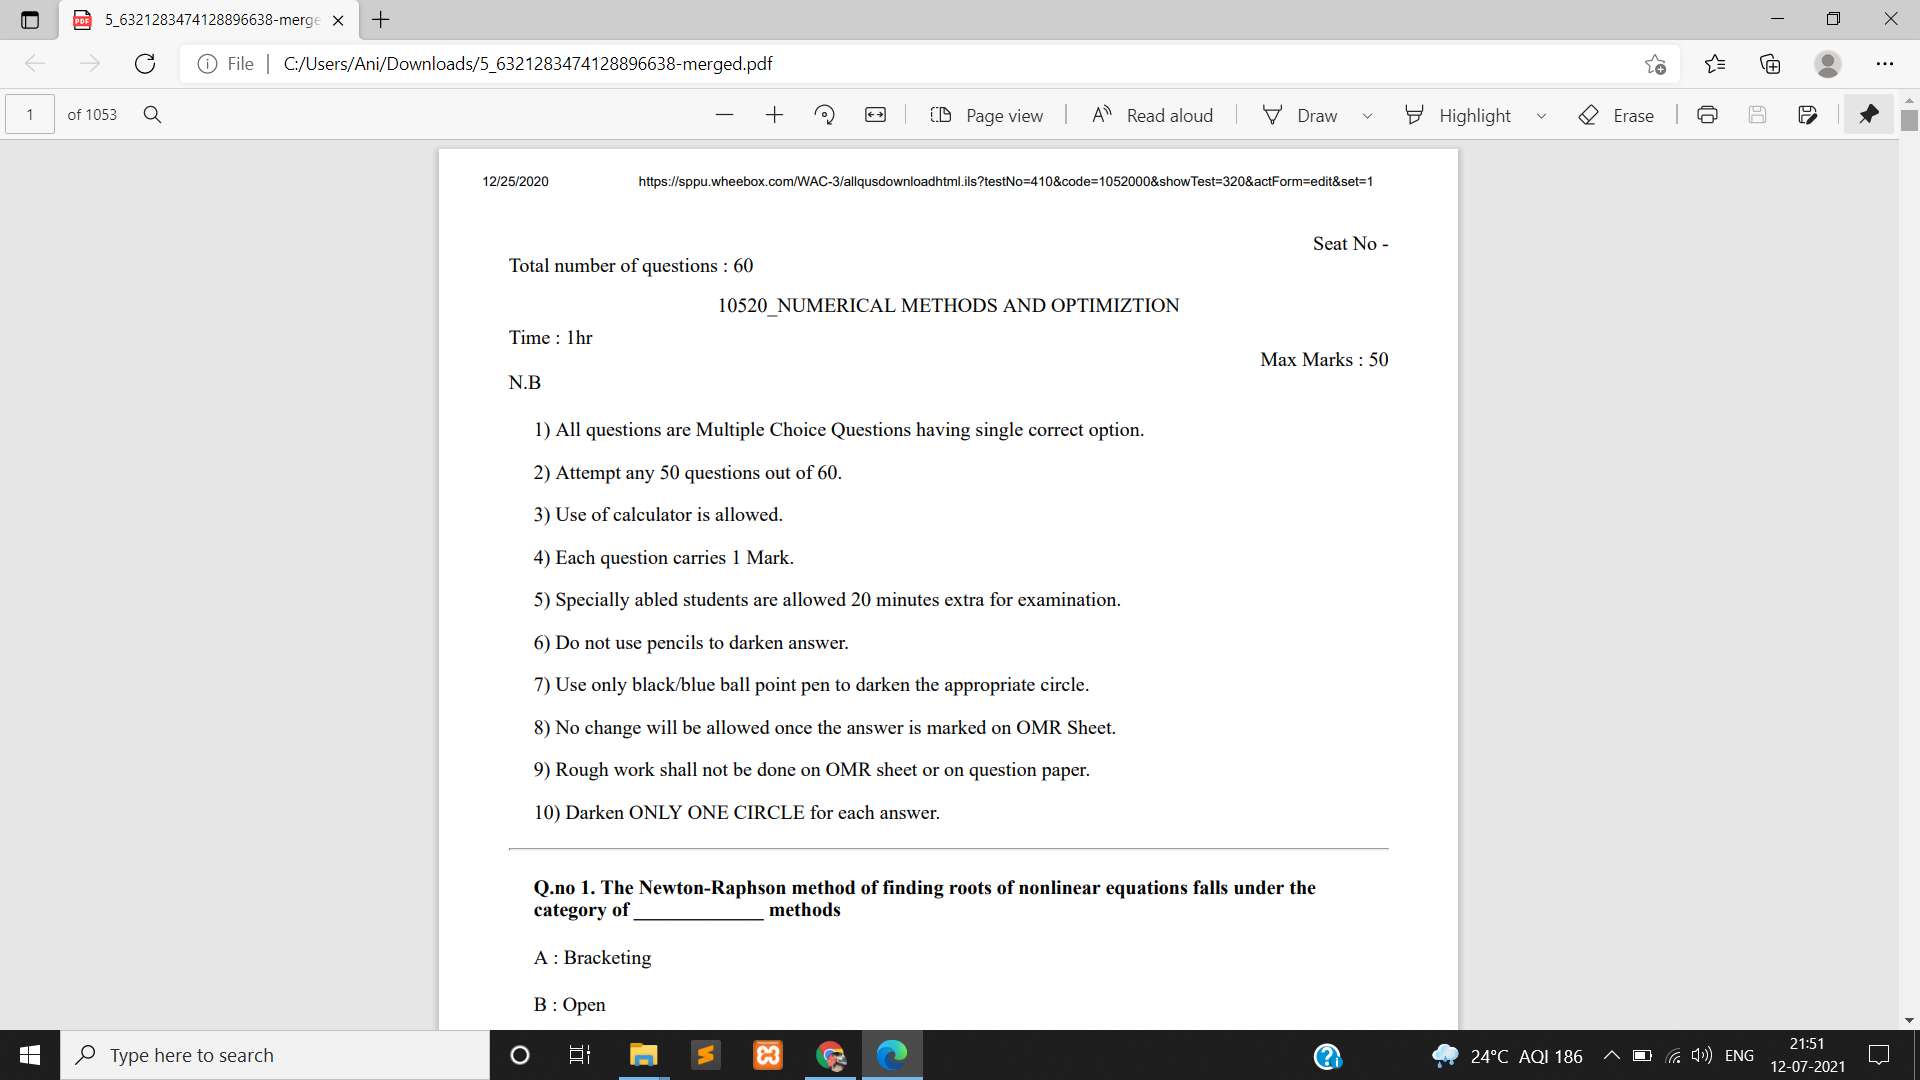 5_6321283474128896638-merge
File
C:/Users/Ani/Downloads/5_6321283474128896638-merged.pdf
1 of 1053
Page view
Read aloud
Draw
Highlight
Erase
12/25/2020 https://sppu.wheebox.com/WAC-3/allqusdownloadhtml.ils?testNo=410&code=1052000&showTest=320&actForm=edit&set=1
Seat No -
Total number of questions : 60
10520_NUMERICAL METHODS AND OPTIMIZTION
Time : 1hr
Max Marks : 50
N.B
1) All questions are Multiple Choice Questions having single correct option.
2) Attempt any 50 questions out of 60.
3) Use of calculator is allowed.
4) Each question carries 1 Mark.
5) Specially abled students are allowed 20 minutes extra for examination.
6) Do not use pencils to darken answer.
7) Use only black/blue ball point pen to darken the appropriate circle.
8) No change will be allowed once the answer is marked on OMR Sheet.
9) Rough work shall not be done on OMR sheet or on question paper.
10) Darken ONLY ONE CIRCLE for each answer.
Q.no 1. The Newton-Raphson method of finding roots of nonlinear equations falls under the
category of _____________ methods
A : Bracketing
B : Open
Type here to search
24°C AQI 186
ENG
21:51
12-07-2021